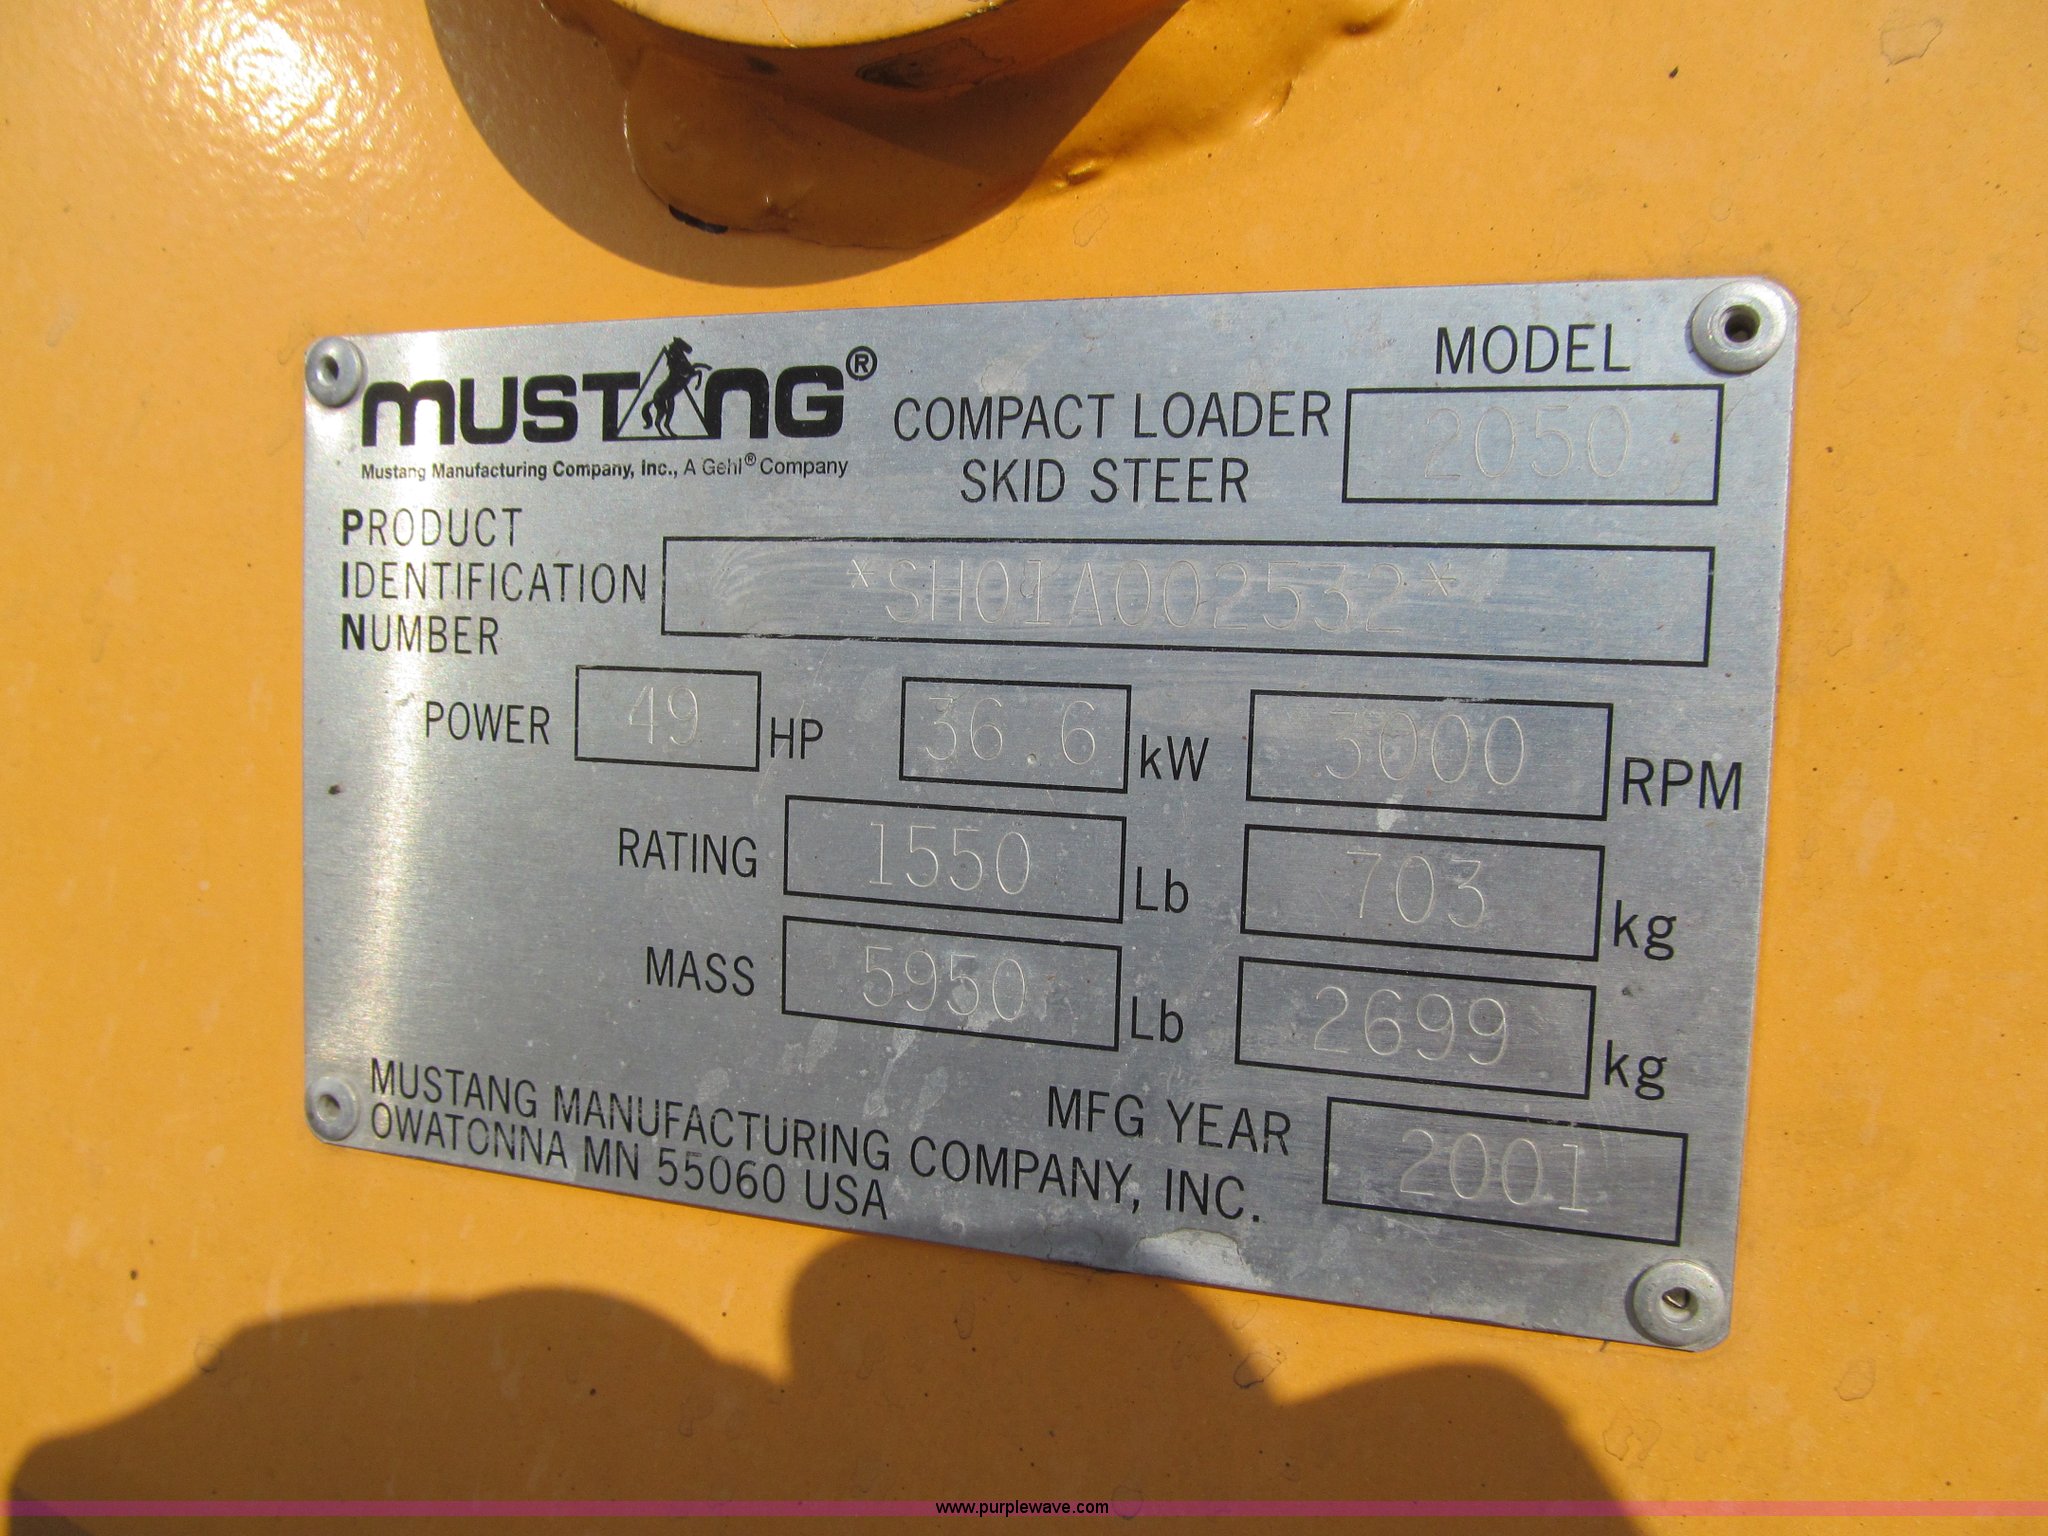 MUSTANG®
Mustang Manufacturing Company, Inc., A Gehl® Company
COMPACT LOADER
SKID STEER
MODEL
2050
PRODUCT
IDENTIFICATION
NUMBER
*SH01A002532*
POWER 49 HP 36.6 kW 3000 RPM
RATING 1550 Lb 703 kg
MASS 5950 Lb 2699 kg
MFG YEAR 2001
MUSTANG MANUFACTURING COMPANY, INC.
OWATONNA MN 55060 USA
www.purplewave.com